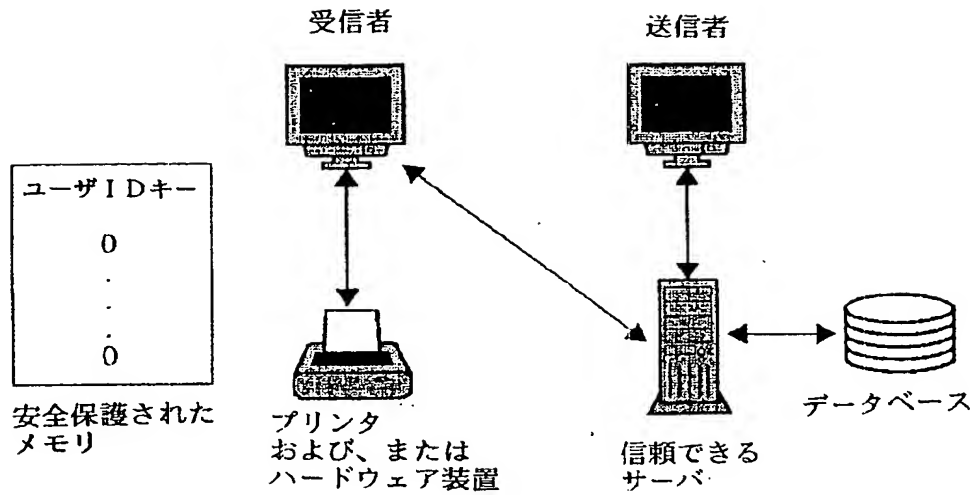 受信者
送信者
ユーザIDキー
0
.
.
.
0
安全保護された
メモリ
プリンタ
および、または
ハードウェア装置
信頼できる
サーバ
データベース